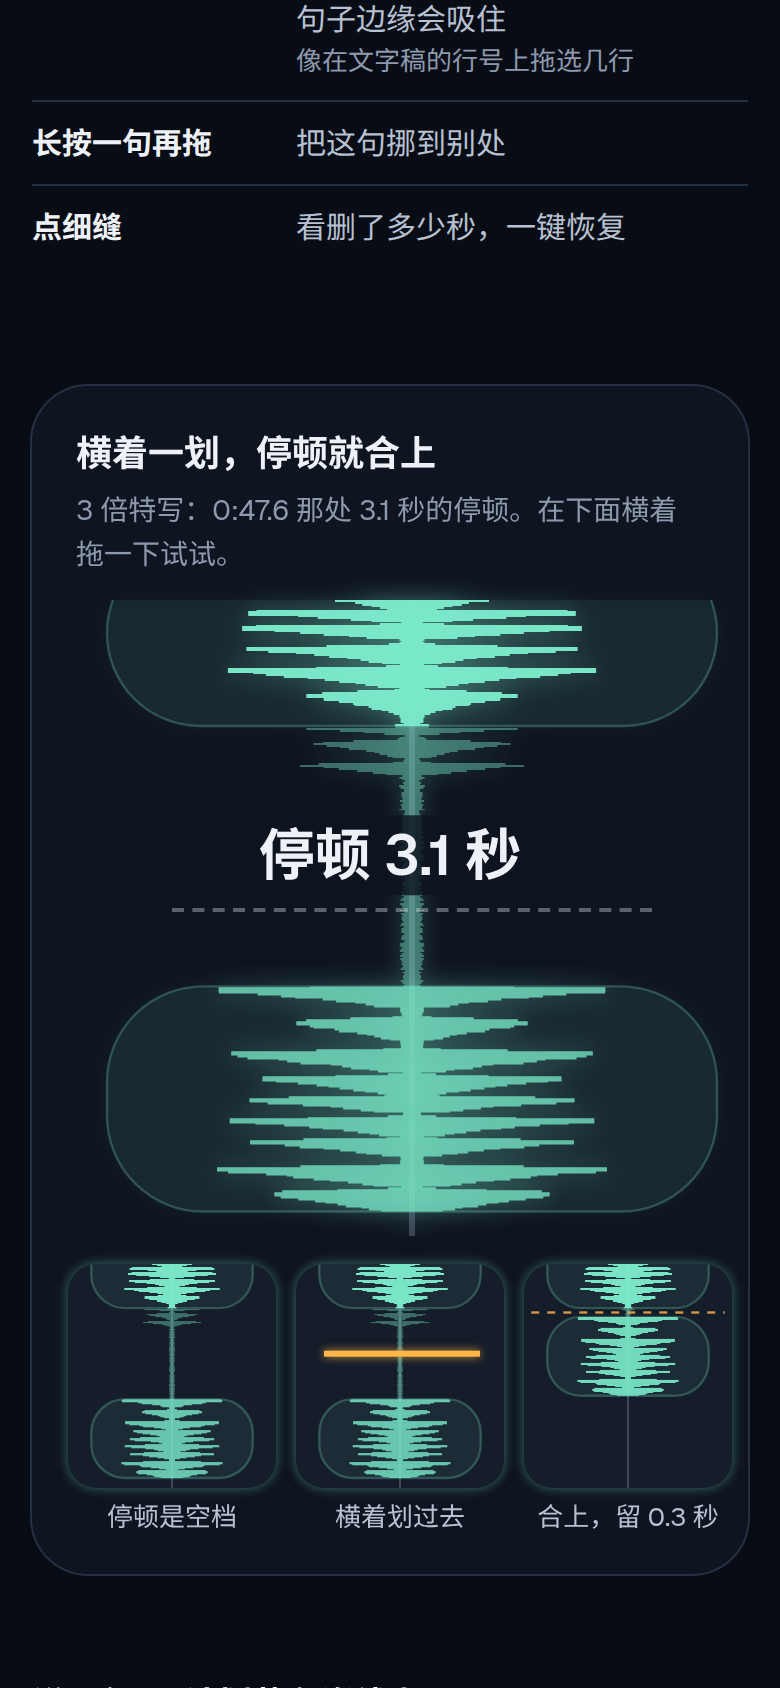 句子边缘会吸住
像在文字稿的行号上拖选几行
长按一句再拖 把这句挪到别处
点细缝 看删了多少秒，一键恢复
横着一划，停顿就合上
3 倍特写：0:47.6 那处 3.1 秒的停顿。在下面横着
拖一下试试。
停顿 3.1 秒
停顿是空档 横着划过去 合上，留 0.3 秒